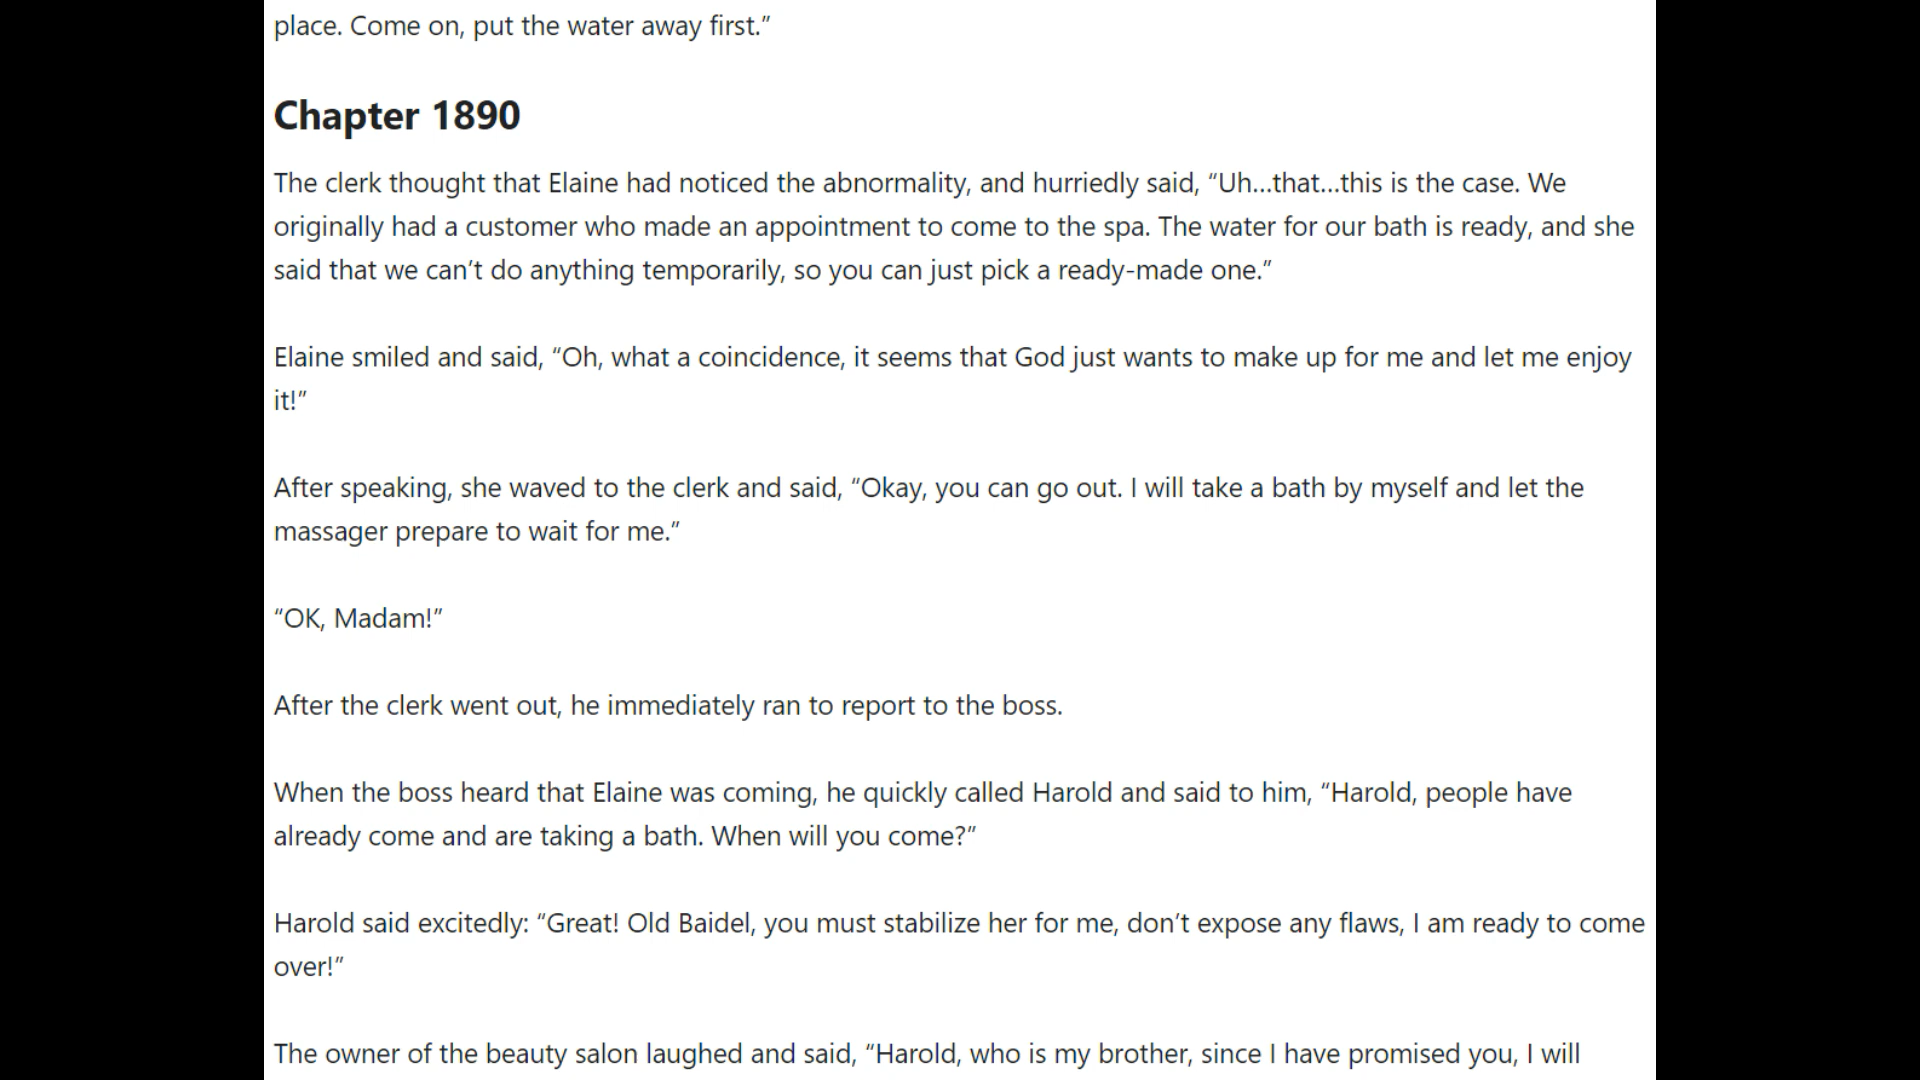 place. Come on, put the water away first.”
Chapter 1890
The clerk thought that Elaine had noticed the abnormality, and hurriedly said, “Uh…that…this is the case. We
originally had a customer who made an appointment to come to the spa. The water for our bath is ready, and she
said that we can’t do anything temporarily, so you can just pick a ready-made one.”
Elaine smiled and said, “Oh, what a coincidence, it seems that God just wants to make up for me and let me enjoy
it!”
After speaking, she waved to the clerk and said, “Okay, you can go out. I will take a bath by myself and let the
massager prepare to wait for me.”
“OK, Madam!”
After the clerk went out, he immediately ran to report to the boss.
When the boss heard that Elaine was coming, he quickly called Harold and said to him, “Harold, people have
already come and are taking a bath. When will you come?”
Harold said excitedly: “Great! Old Baidel, you must stabilize her for me, don’t expose any flaws, I am ready to come
over!”
The owner of the beauty salon laughed and said, “Harold, who is my brother, since I have promised you, I will